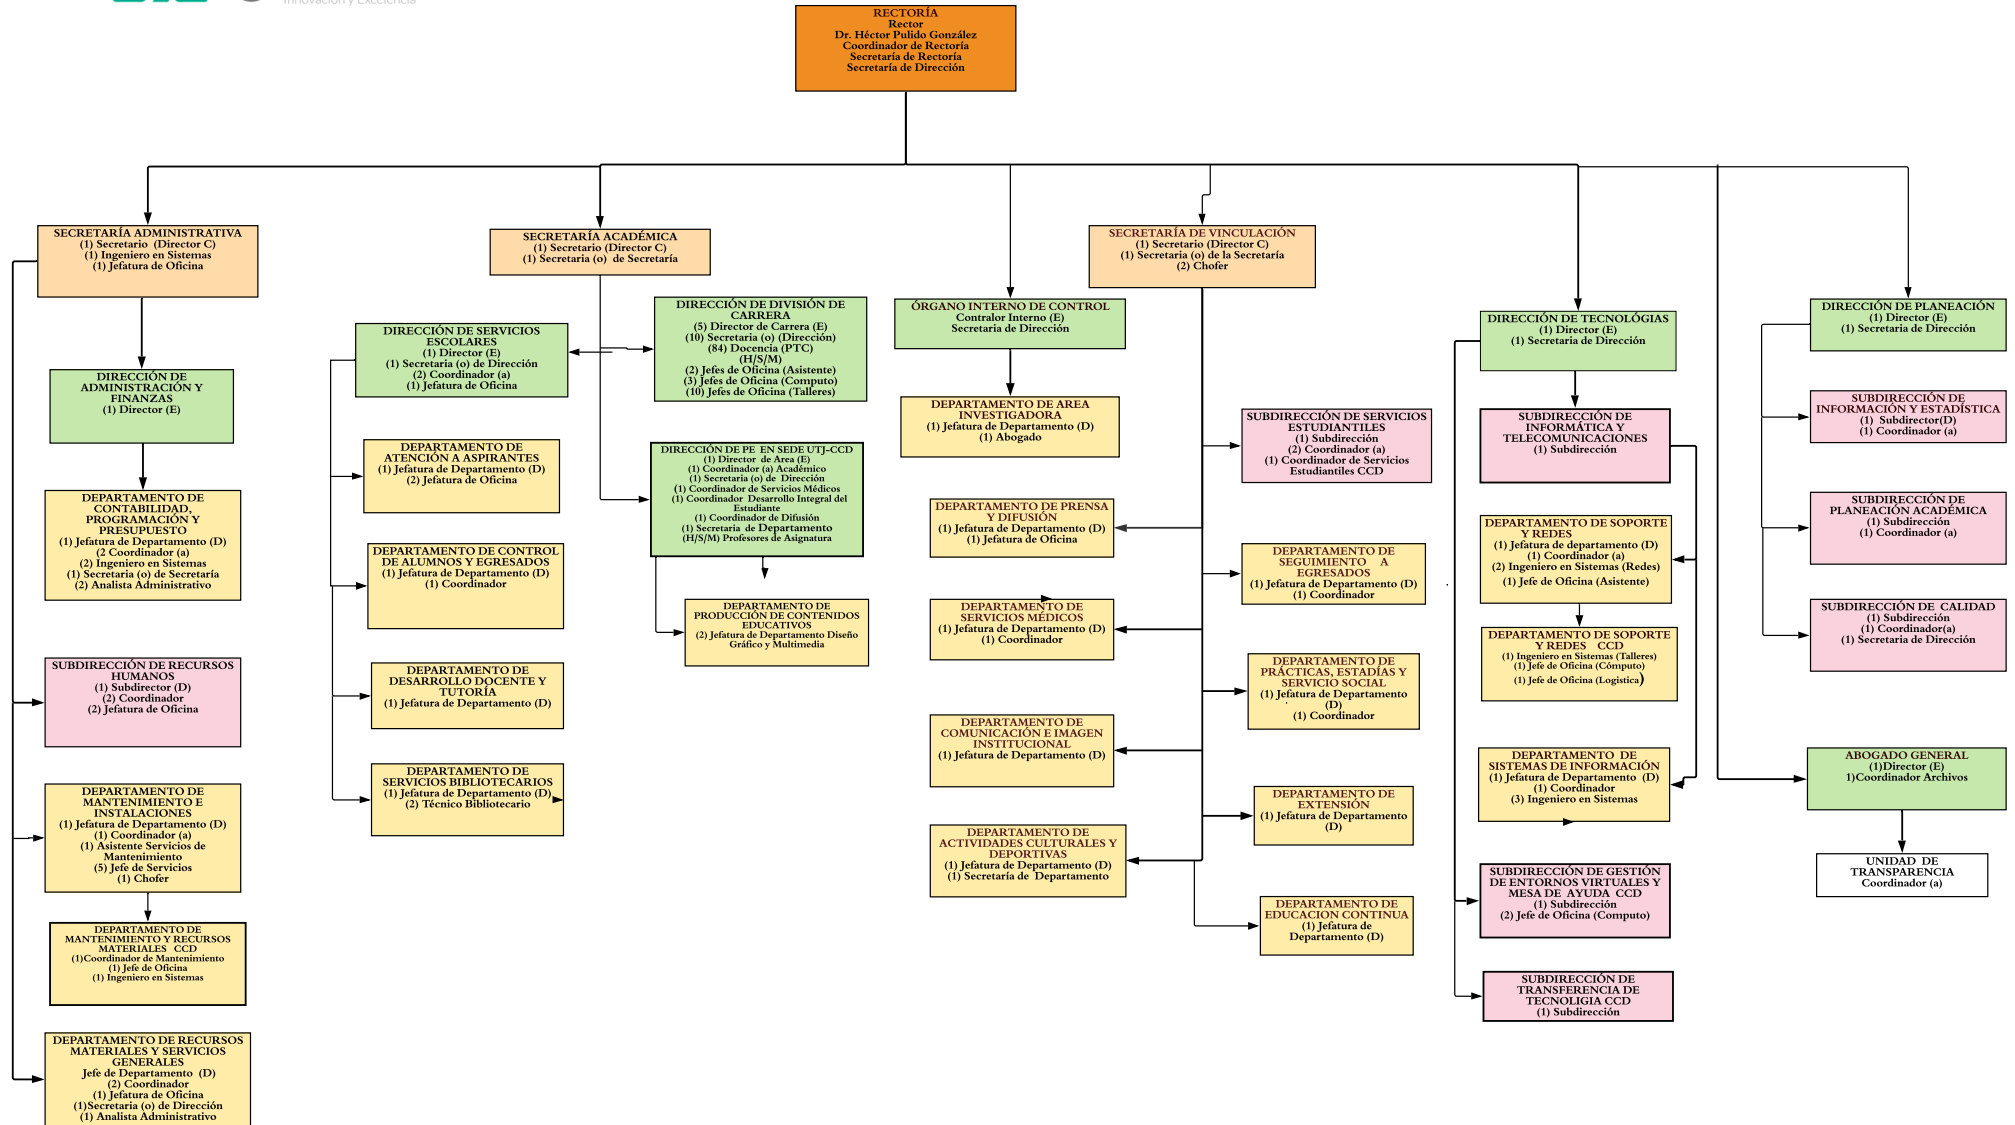 Innovación y Excelencia
RECTORÍA
Rector
Dr. Héctor Pulido González
Coordinador de Rectoría
Secretaría de Rectoría
Secretaría de Dirección
SECRETARÍA ADMINISTRATIVA
(1) Secretario (Director C)
(1) Ingeniero en Sistemas
(1) Jefatura de Oficina
DIRECCIÓN DE
ADMINISTRACIÓN Y
FINANZAS
(1) Director (E)
DEPARTAMENTO DE
CONTABILIDAD,
PROGRAMACIÓN Y
PRESUPUESTO
(1) Jefatura de Departamento (D)
(2 Coordinador (a)
(2) Ingeniero en Sistemas
(1) Secretaria (o) de Secretaría
(2) Analista Administrativo
SUBDIRECCIÓN DE RECURSOS
HUMANOS
(1) Subdirector (D)
(2) Coordinador
(2) Jefatura de Oficina
DEPARTAMENTO DE
MANTENIMIENTO E
INSTALACIONES
(1) Jefatura de Departamento (D)
(1) Coordinador (a)
(1) Asistente Servicios de
Mantenimiento
(5) Jefe de Servicios
(1) Chofer
DEPARTAMENTO DE
MANTENIMIENTO Y RECURSOS
MATERIALES CCD
(1)Coordinador de Mantenimiento
(1) Jefe de Oficina
(1) Ingeniero en Sistemas
DEPARTAMENTO DE RECURSOS
MATERIALES Y SERVICIOS
GENERALES
Jefe de Departamento (D)
(2) Coordinador
(1) Jefatura de Oficina
(1)Secretaria (o) de Dirección
(1) Analista Administrativo
SECRETARÍA ACADÉMICA
(1) Secretario (Director C)
(1) Secretaria (o) de Secretaría
DIRECCIÓN DE SERVICIOS
ESCOLARES
(1) Director (E)
(1) Secretaria (o) de Dirección
(2) Coordinador (a)
(1) Jefatura de Oficina
DEPARTAMENTO DE
ATENCIÓN A ASPIRANTES
(1) Jefatura de Departamento (D)
(2) Jefatura de Oficina
DEPARTAMENTO DE CONTROL
DE ALUMNOS Y EGRESADOS
(1) Jefatura de Departamento (D)
(1) Coordinador
DEPARTAMENTO DE
DESARROLLO DOCENTE Y
TUTORÍA
(1) Jefatura de Departamento (D)
DEPARTAMENTO DE
SERVICIOS BIBLIOTECARIOS
(1) Jefatura de Departamento (D)
(2) Técnico Bibliotecario
DIRECCIÓN DE DIVISIÓN DE
CARRERA
(5) Director de Carrera (E)
(10) Secretaria (o) (Dirección)
(84) Docencia (PTC)
(H/S/M)
(2) Jefes de Oficina (Asistente)
(3) Jefes de Oficina (Computo)
(10) Jefes de Oficina (Talleres)
DIRECCIÓN DE PE EN SEDE UTJ-CCD
(1) Director de Area (E)
(1) Coordinador (a) Académico
(1) Secretaria (o) de Dirección
(1) Coordinador de Servicios Médicos
(1) Coordinador Desarrollo Integral del
Estudiante
(1) Coordinador de Difusión
(1) Secretaria de Departamento
(H/S/M) Profesores de Asignatura
DEPARTAMENTO DE
PRODUCCIÓN DE CONTENIDOS
EDUCATIVOS
(2) Jefatura de Departamento Diseño
Gráfico y Multimedia
ÓRGANO INTERNO DE CONTROL
Contralor Interno (E)
Secretaria de Dirección
DEPARTAMENTO DE AREA
INVESTIGADORA
(1) Jefatura de Departamento (D)
(1) Abogado
SECRETARÍA DE VINCULACIÓN
(1) Secretario (Director C)
(1) Secretaria (o) de la Secretaría
(2) Chofer
DEPARTAMENTO DE PRENSA
Y DIFUSIÓN
(1) Jefatura de Departamento (D)
(1) Jefatura de Oficina
DEPARTAMENTO DE
SERVICIOS MÉDICOS
(1) Jefatura de Departamento (D)
(1) Coordinador
DEPARTAMENTO DE
COMUNICACIÓN E IMAGEN
INSTITUCIONAL
(1) Jefatura de Departamento (D)
DEPARTAMENTO DE
ACTIVIDADES CULTURALES Y
DEPORTIVAS
(1) Jefatura de Departamento (D)
(1) Secretaría de Departamento
SUBDIRECCIÓN DE SERVICIOS
ESTUDIANTILES
(1) Subdirección
(2) Coordinador (a)
(1) Coordinador de Servicios
Estudiantiles CCD
DEPARTAMENTO DE
SEGUIMIENTO A
EGRESADOS
(1) Jefatura de Departamento (D)
(1) Coordinador
DEPARTAMENTO DE
PRÁCTICAS, ESTADÍAS Y
SERVICIO SOCIAL
(1) Jefatura de Departamento
(D)
(1) Coordinador
DEPARTAMENTO DE
EXTENSIÓN
(1) Jefatura de Departamento
(D)
DEPARTAMENTO DE
EDUCACION CONTINUA
(1) Jefatura de
Departamento (D)
DIRECCIÓN DE TECNOLÓGIAS
(1) Director (E)
(1) Secretaria de Dirección
SUBDIRECCIÓN DE
INFORMÁTICA Y
TELECOMUNICACIONES
(1) Subdirección
DEPARTAMENTO DE SOPORTE
Y REDES
(1) Jefatura de departamento (D)
(1) Coordinador (a)
(2) Ingeniero en Sistemas (Redes)
(1) Jefe de Oficina (Asistente)
DEPARTAMENTO DE SOPORTE
Y REDES CCD
(1) Ingeniero en Sistemas (Talleres)
(1) Jefe de Oficina (Cómputo)
(1) Jefe de Oficina (Logistica)
DEPARTAMENTO DE
SISTEMAS DE INFORMACIÓN
(1) Jefatura de Departamento (D)
(1) Coordinador
(3) Ingeniero en Sistemas
SUBDIRECCIÓN DE GESTIÓN
DE ENTORNOS VIRTUALES Y
MESA DE AYUDA CCD
(1) Subdirección
(2) Jefe de Oficina (Computo)
SUBDIRECCIÓN DE
TRANSFERENCIA DE
TECNOLIGIA CCD
(1) Subdirección
DIRECCIÓN DE PLANEACIÓN
(1) Director (E)
(1) Secretaria de Dirección
SUBDIRECCIÓN DE
INFORMACIÓN Y ESTADÍSTICA
(1) Subdirector(D)
(1) Coordinador (a)
SUBDIRECCIÓN DE
PLANEACIÓN ACADÉMICA
(1) Subdirección
(1) Coordinador (a)
SUBDIRECCIÓN DE CALIDAD
(1) Subdirección
(1) Coordinador(a)
(1) Secretaria de Dirección
ABOGADO GENERAL
(1)Director (E)
1)Coordinador Archivos
UNIDAD DE
TRANSPARENCIA
Coordinador (a)